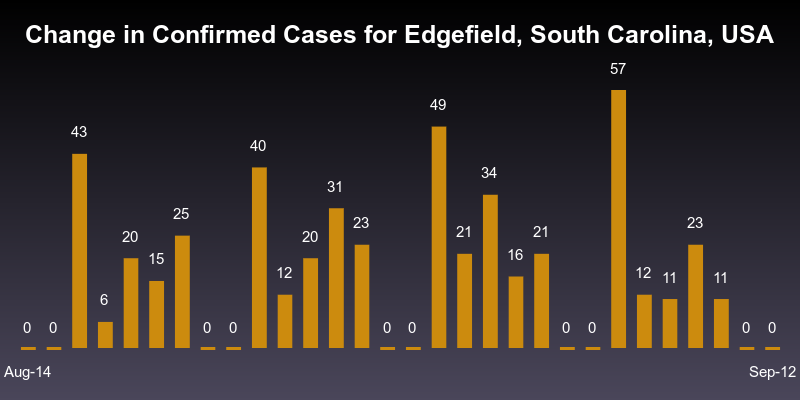 Change in Confirmed Cases for Edgefield, South Carolina, USA
0 0 43 6 20 15 25 0 0 40 12 20 31 23 0 0 49 21 34 16 21 0 0 57 12 11 23 11 0 0
Aug-14 Sep-12